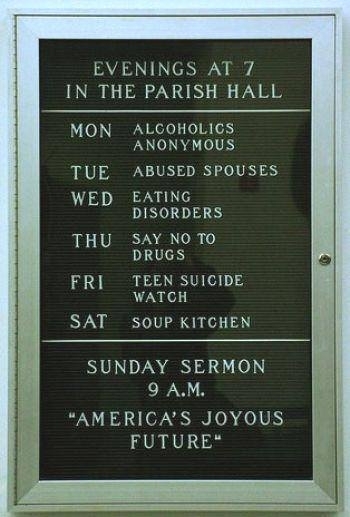 EVENINGS AT 7
IN THE PARISH HALL
MON ALCOHOLICS
ANONYMOUS
TUE ABUSED SPOUSES
WED EATING
DISORDERS
THU SAY NO TO
DRUGS
FRI TEEN SUICIDE
WATCH
SAT SOUP KITCHEN
SUNDAY SERMON
9 A.M.
"AMERICA'S JOYOUS
FUTURE"